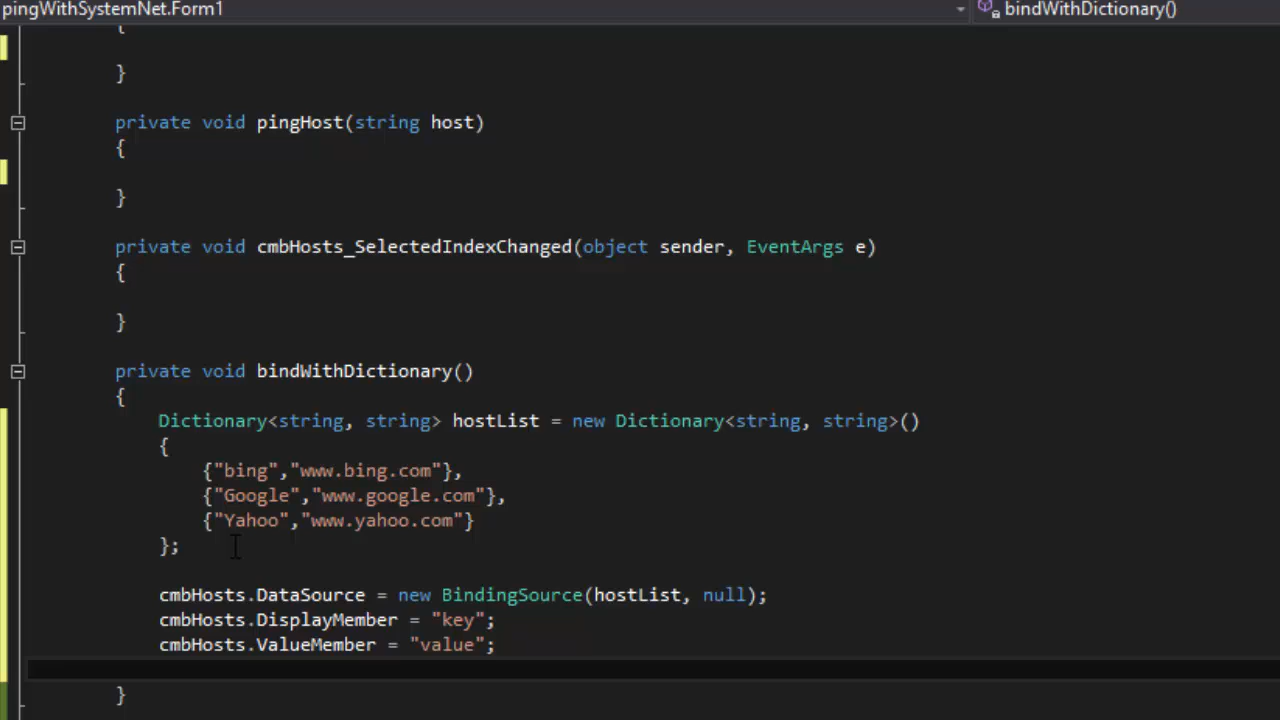 pingWithSystemNet.Form1 bindWithDictionary()
{
}
private void pingHost(string host)
{
}
private void cmbHosts_SelectedIndexChanged(object sender, EventArgs e)
{
}
private void bindWithDictionary()
{
Dictionary<string, string> hostList = new Dictionary<string, string>()
{
{"bing","www.bing.com"},
{"Google","www.google.com"},
{"Yahoo","www.yahoo.com"}
};
cmbHosts.DataSource = new BindingSource(hostList, null);
cmbHosts.DisplayMember = "key";
cmbHosts.ValueMember = "value";
}